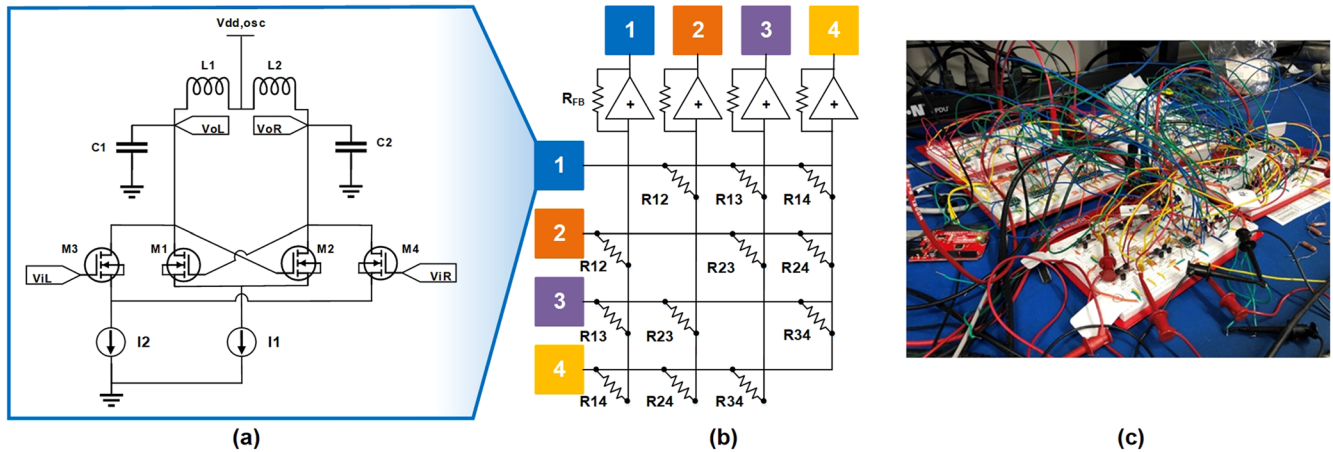 Vdd,osc
L1 L2
VoL VoR
C1 C2
M3 M1 M2 M4
ViL ViR
I2 I1
(a)
1 2 3 4
RFB
+ + + +
1
R12 R13 R14
2
R12 R23 R24
3
R13 R23 R34
4
R14 R24 R34
(b)
N PDU
(c)